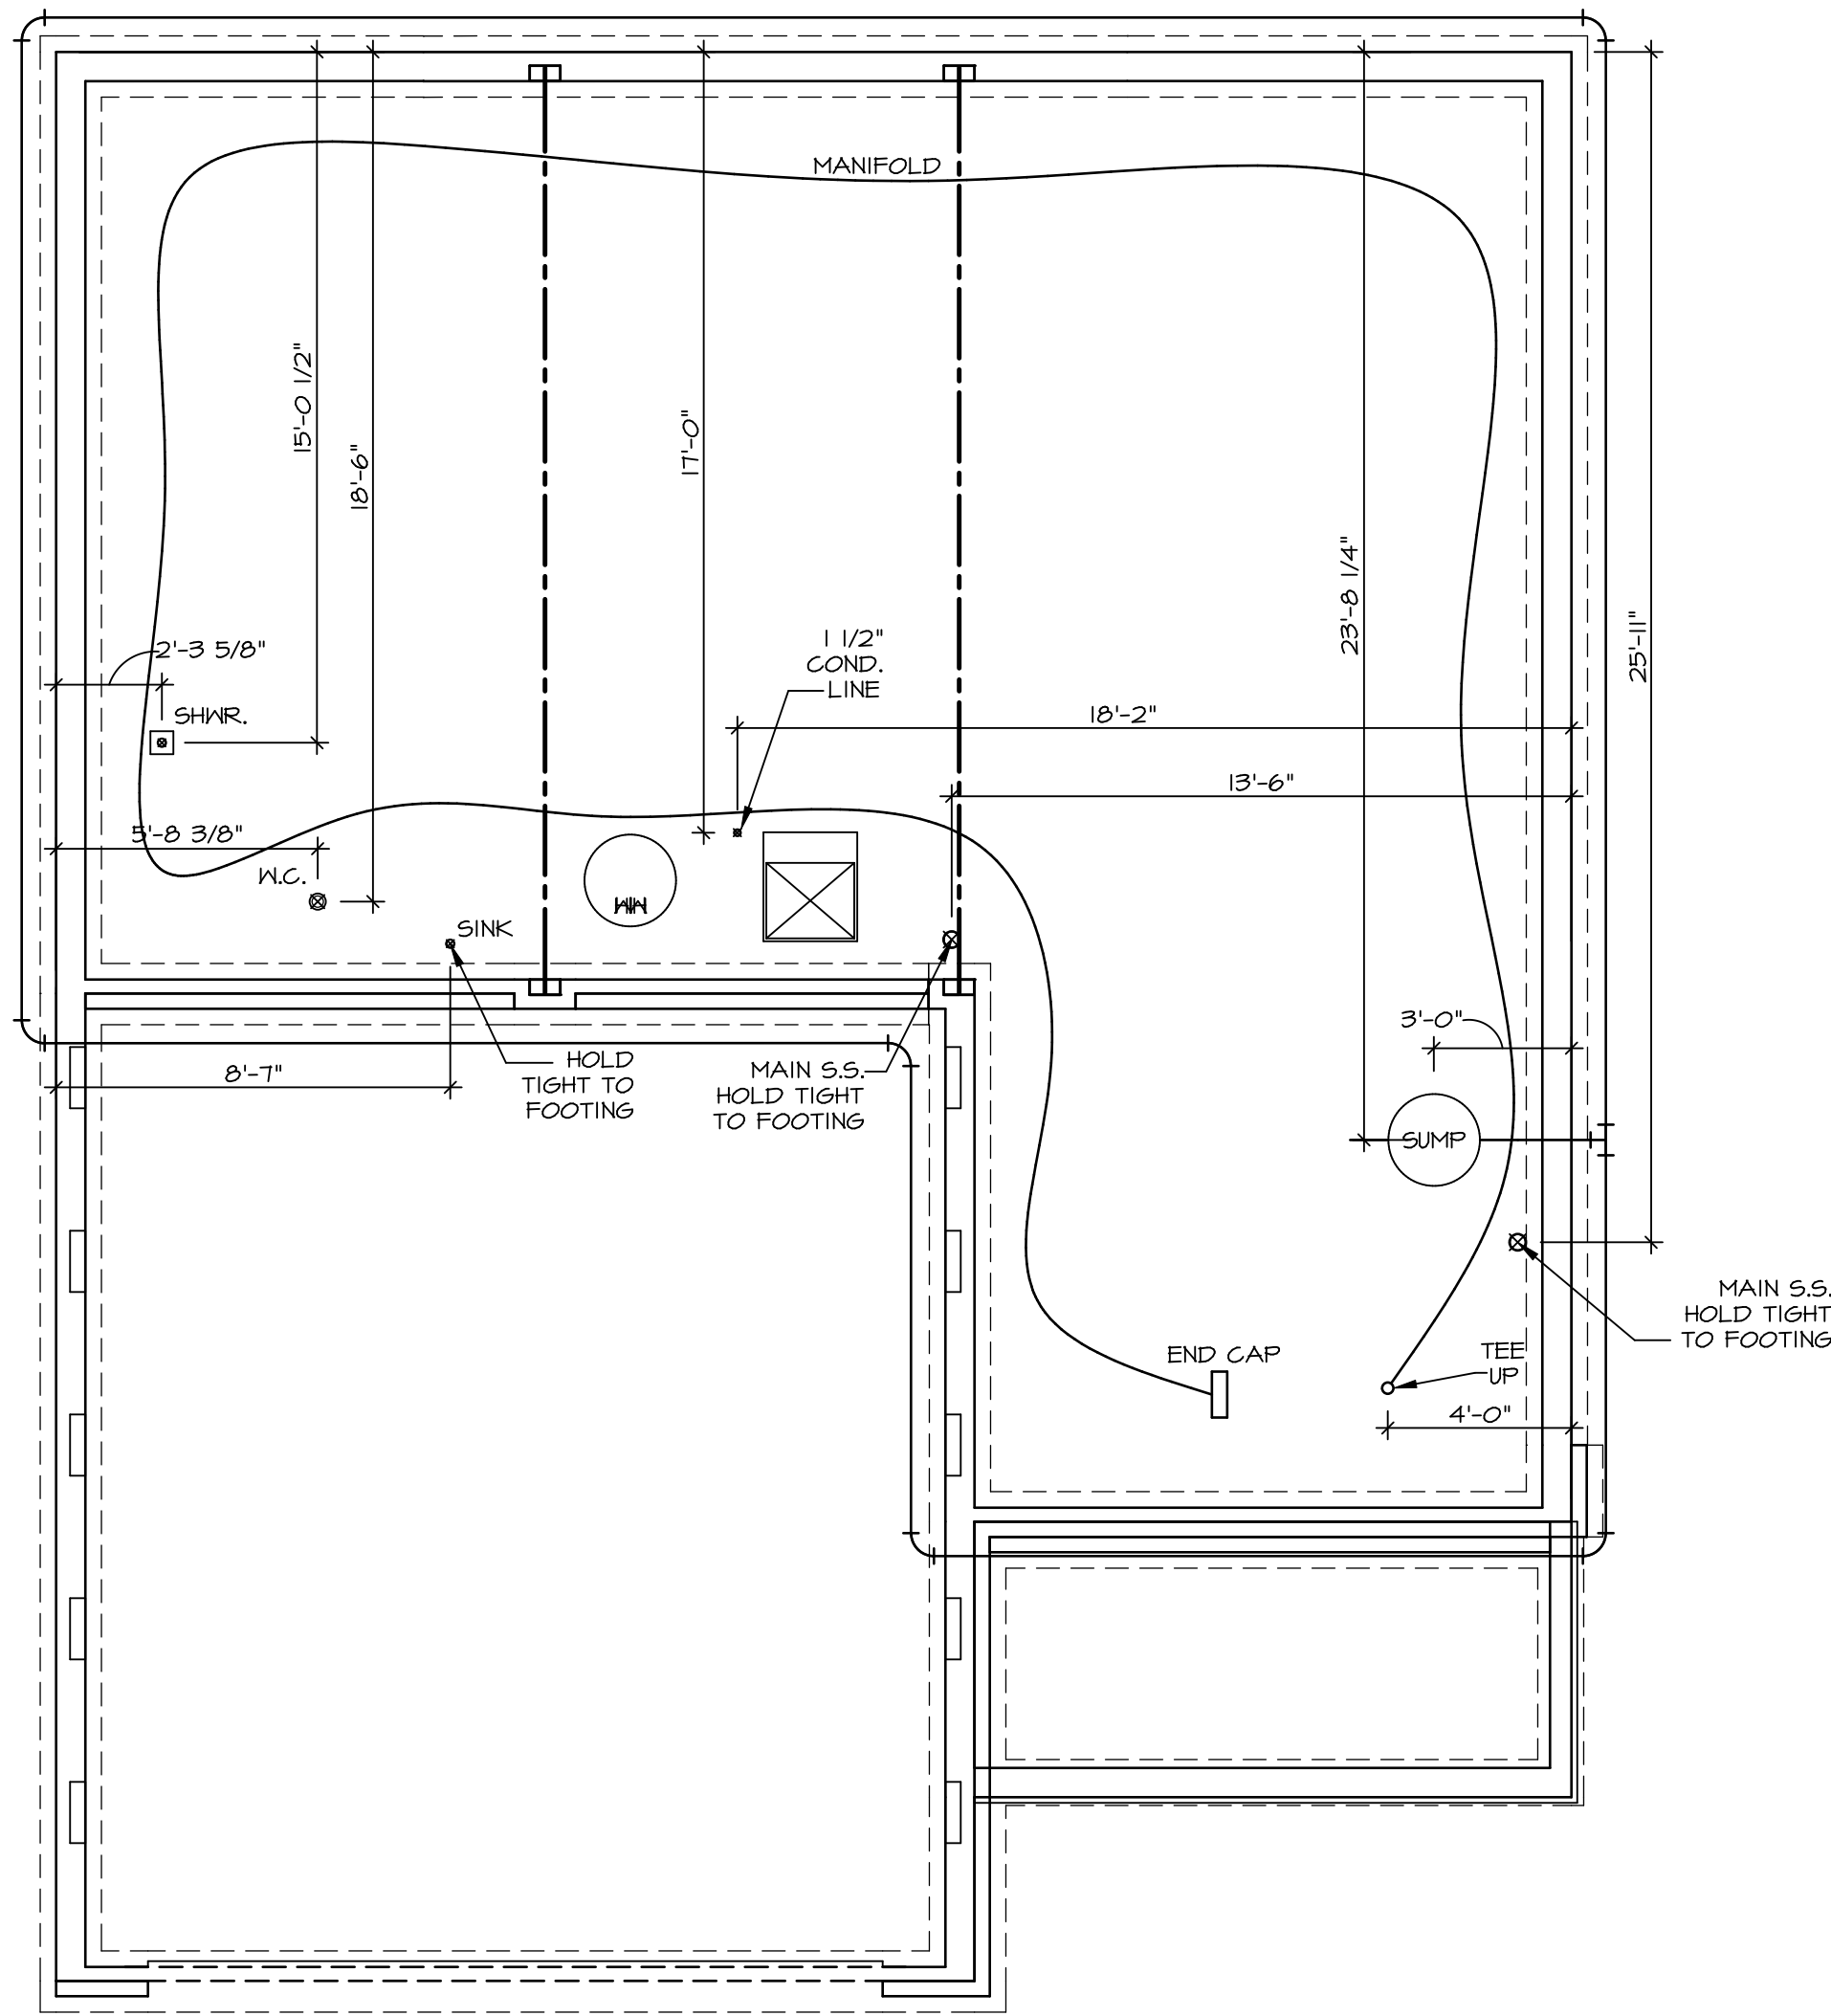 MANIFOLD
15'-0 1/2"
18'-6"
17'-0"
23'-8 1/4"
25'-11"
2'-3 5/8"
SHWR.
1 1/2"
COND.
LINE
18'-2"
13'-6"
5'-8 3/8"
W.C.
SINK
3'-0"
8'-7"
HOLD
TIGHT TO
FOOTING
MAIN S.S.
HOLD TIGHT
TO FOOTING
SUMP
MAIN S.S.
HOLD TIGHT
TO FOOTING
END CAP
TEE
UP
4'-0"